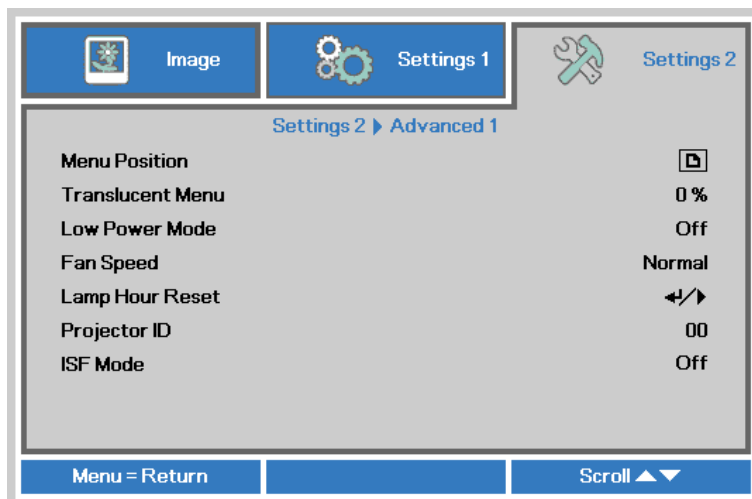 Image Settings 1 Settings 2
Settings 2 ▶ Advanced 1
Menu Position
Translucent Menu 0 %
Low Power Mode Off
Fan Speed Normal
Lamp Hour Reset ↵/▶
Projector ID 00
ISF Mode Off
Menu = Return Scroll ▲▼